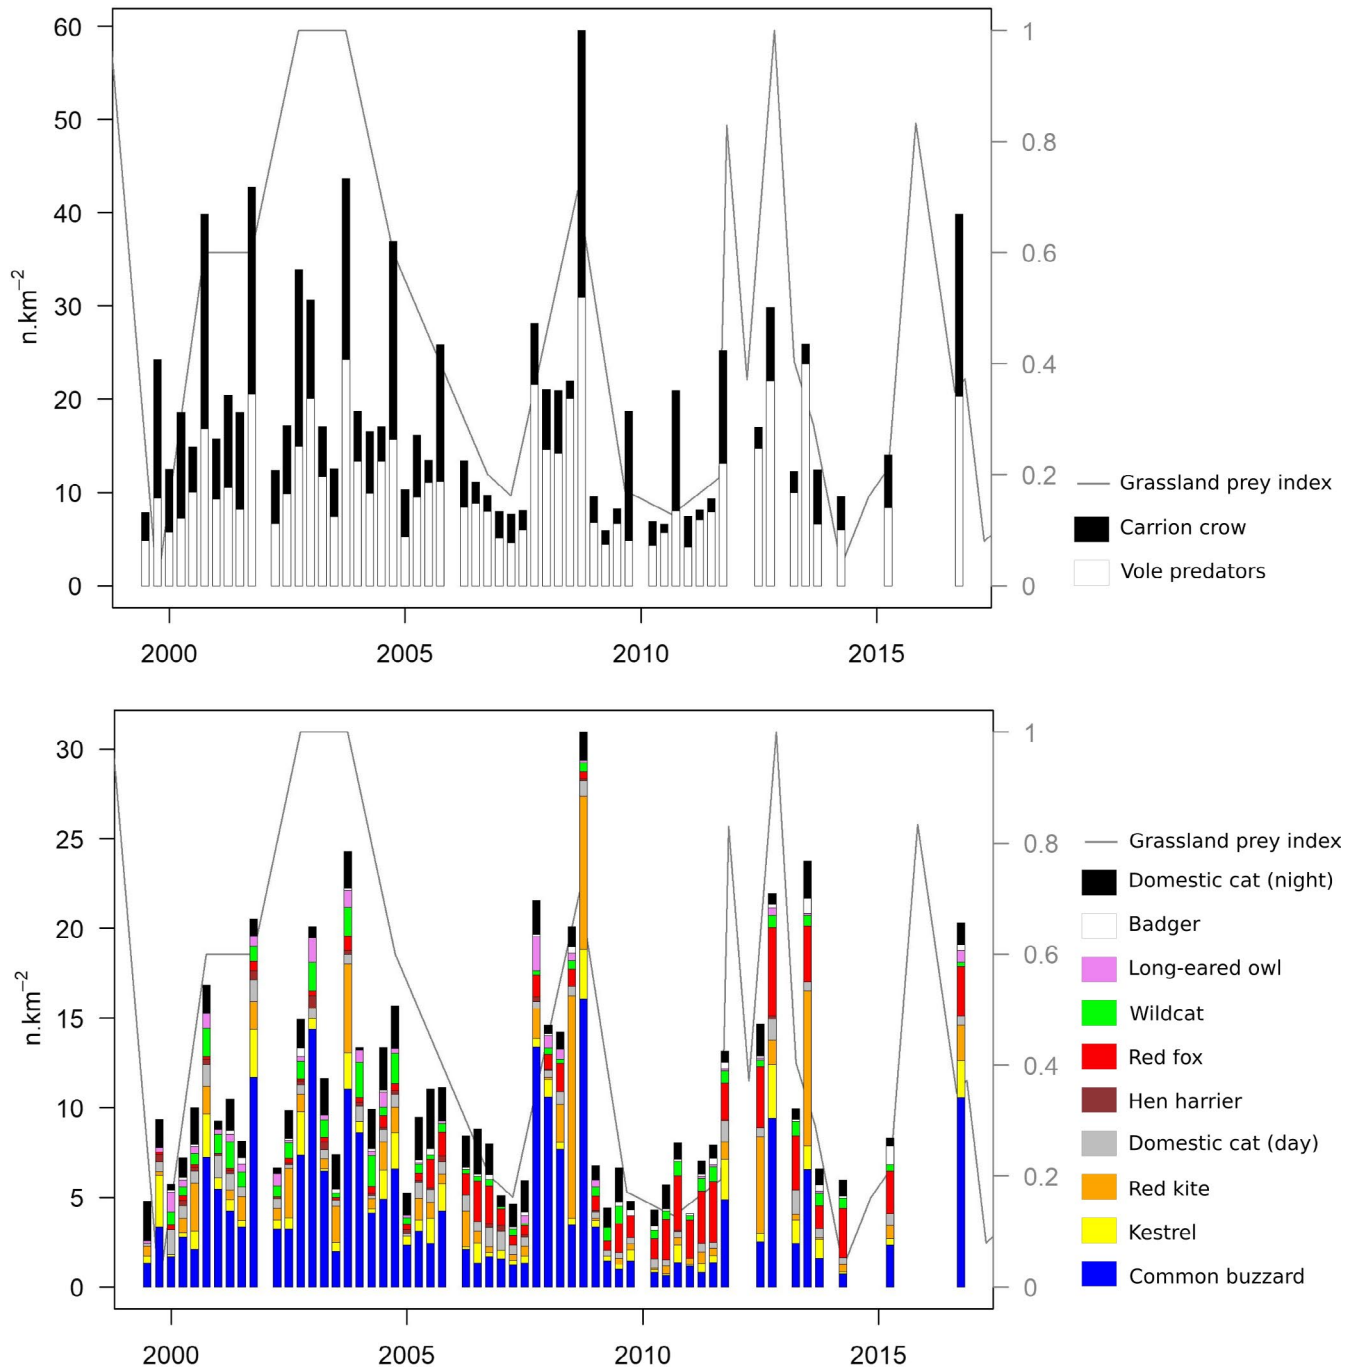 60
50
40
30
20
10
0
n.km−2
1
0.8
0.6
0.4
0.2
0
2000
2005
2010
2015
Grassland prey index
Carrion crow
Vole predators
30
25
20
15
10
5
0
n.km−2
1
0.8
0.6
0.4
0.2
0
2000
2005
2010
2015
Grassland prey index
Domestic cat (night)
Badger
Long-eared owl
Wildcat
Red fox
Hen harrier
Domestic cat (day)
Red kite
Kestrel
Common buzzard